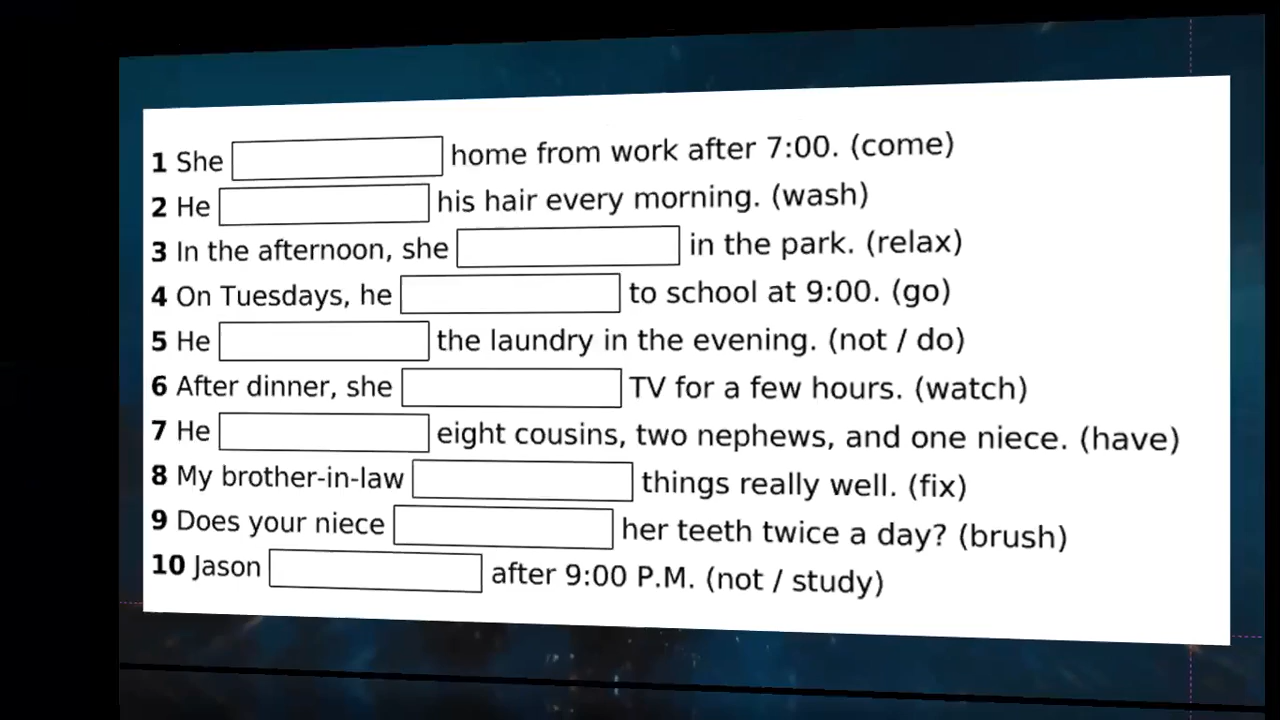 1 She home from work after 7:00. (come)
2 He his hair every morning. (wash)
3 In the afternoon, she in the park. (relax)
4 On Tuesdays, he to school at 9:00. (go)
5 He the laundry in the evening. (not / do)
6 After dinner, she TV for a few hours. (watch)
7 He eight cousins, two nephews, and one niece. (have)
8 My brother-in-law things really well. (fix)
9 Does your niece her teeth twice a day? (brush)
10 Jason after 9:00 P.M. (not / study)